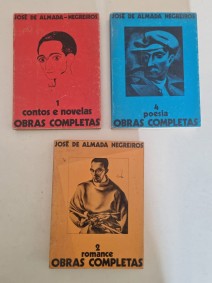 JOSÉ DE ALMADA-NEGREIROS
1
contos e novelas
OBRAS COMPLETAS
JOSÉ DE ALMADA NEGREIROS
4
poesia
OBRAS COMPLETAS
JOSÉ DE ALMADA NEGREIROS
2
romance
OBRAS COMPLETAS